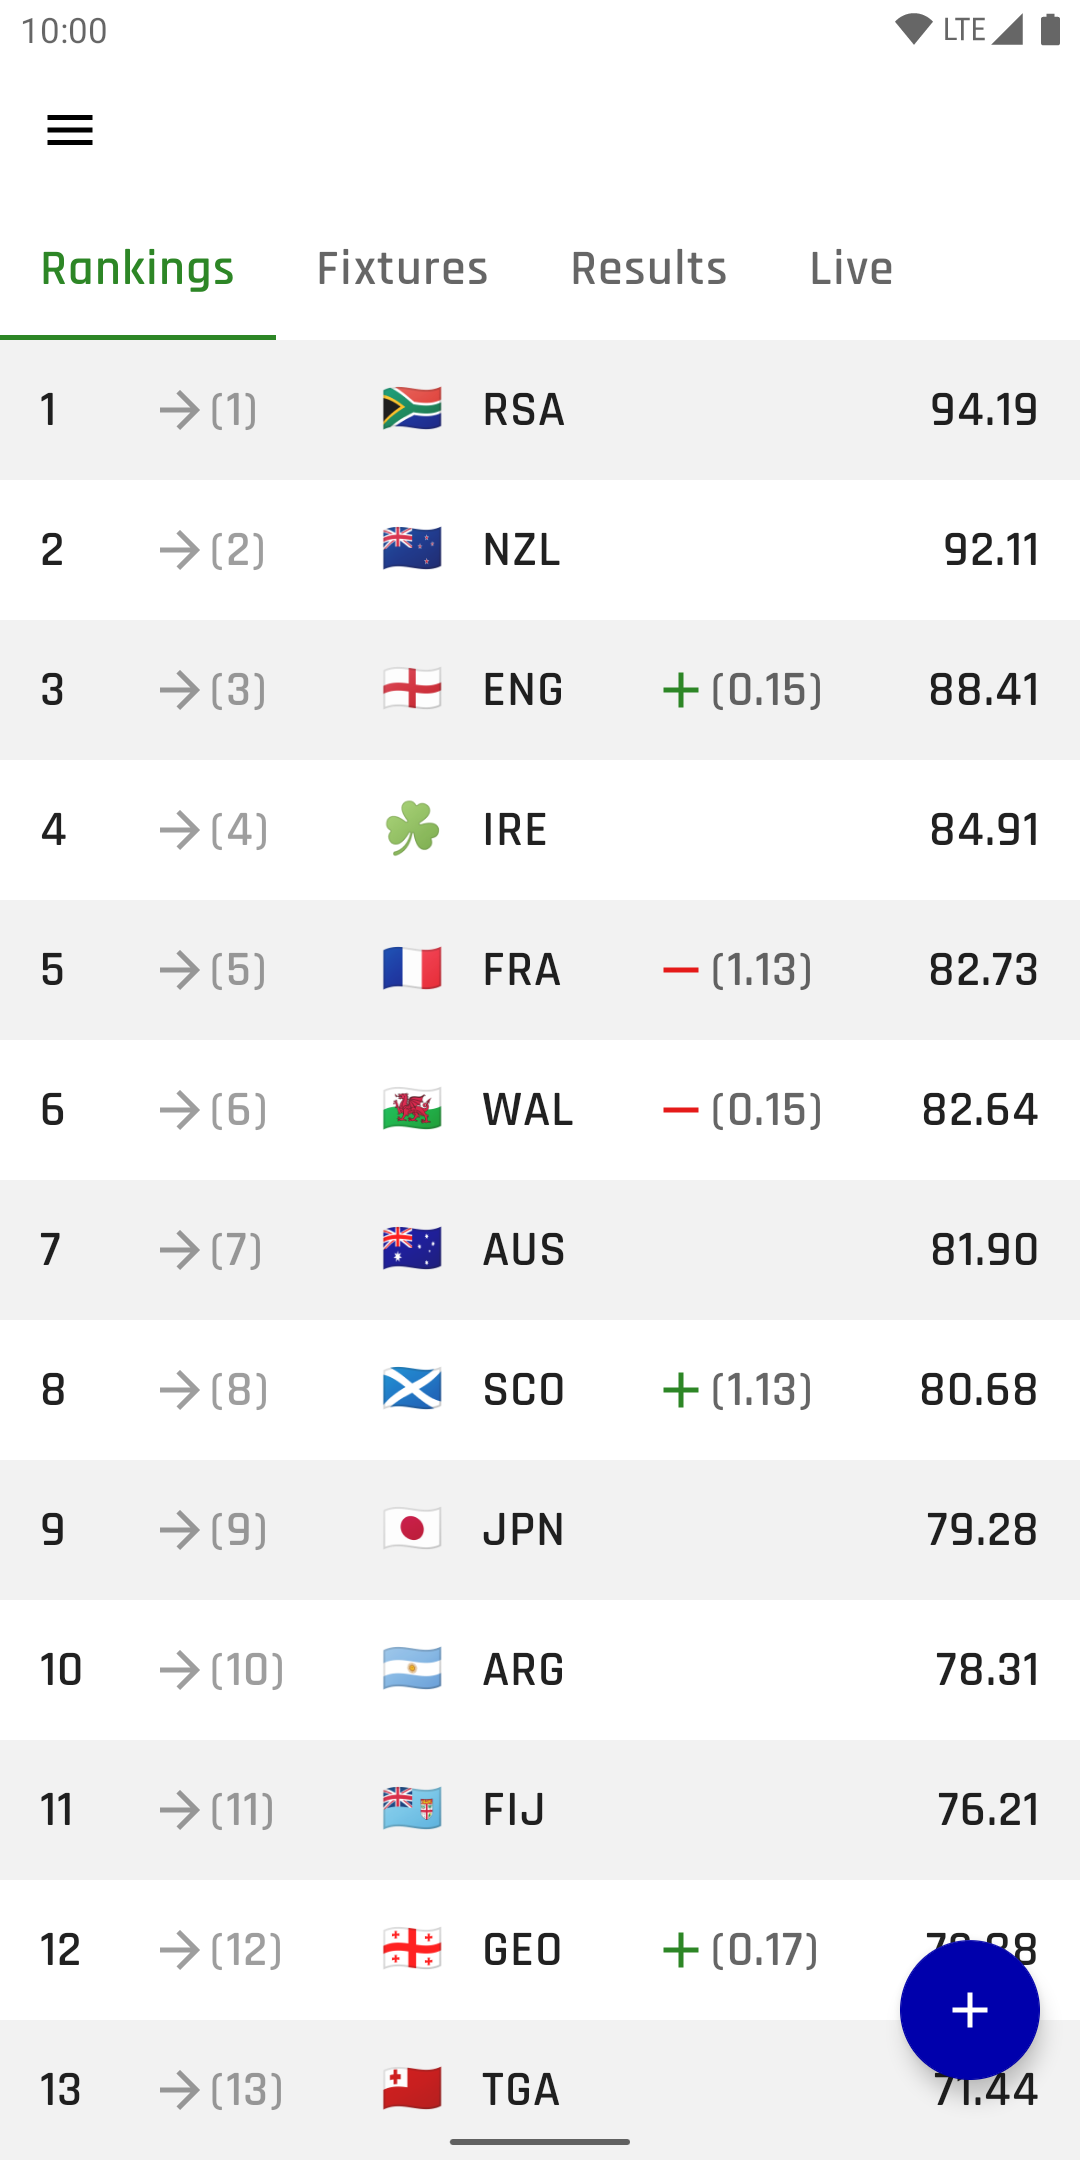 10:00 LTE
Rankings Fixtures Results Live
1 (1) RSA 94.19
2 (2) NZL 92.11
3 (3) ENG + (0.15) 88.41
4 (4) IRE 84.91
5 (5) FRA − (1.13) 82.73
6 (6) WAL − (0.15) 82.64
7 (7) AUS 81.90
8 (8) SCO + (1.13) 80.68
9 (9) JPN 79.28
10 (10) ARG 78.31
11 (11) FIJ 76.21
12 (12) GEO + (0.17)
13 (13) TGA 71.44